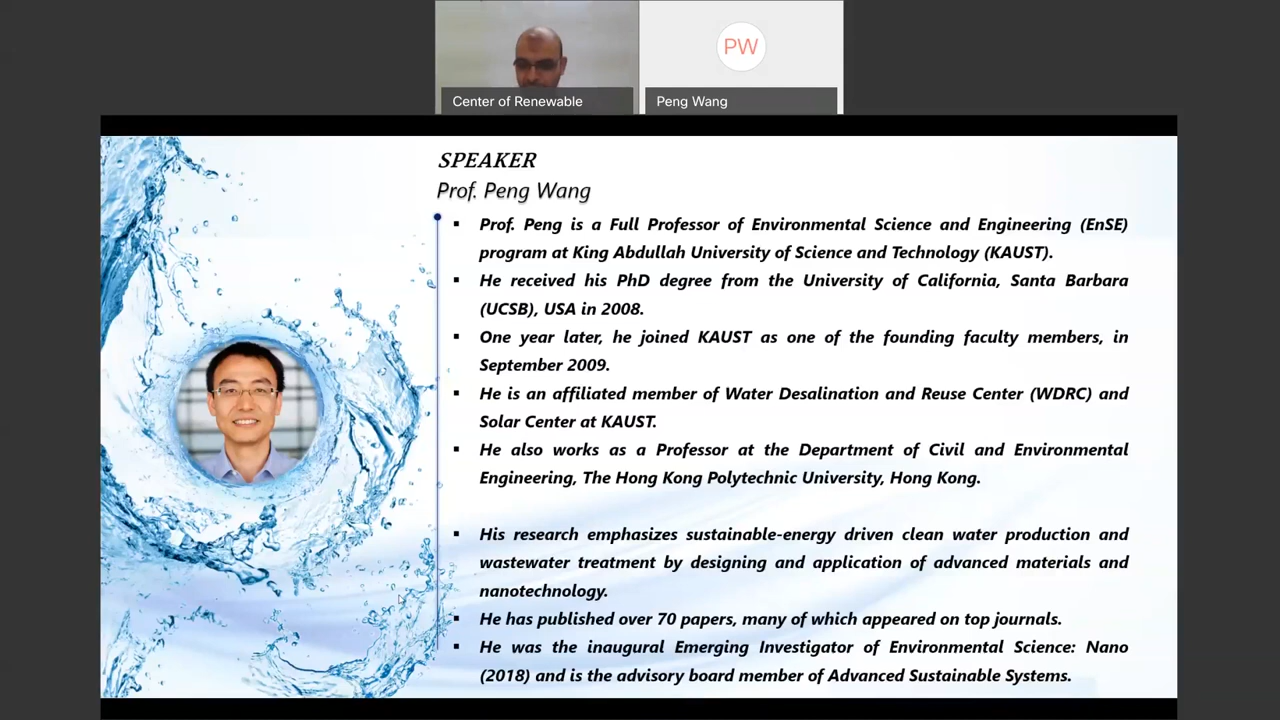 PW
Center of Renewable
Peng Wang
SPEAKER
Prof. Peng Wang
▪ Prof. Peng is a Full Professor of Environmental Science and Engineering (EnSE)
program at King Abdullah University of Science and Technology (KAUST).
▪ He received his PhD degree from the University of California, Santa Barbara
(UCSB), USA in 2008.
▪ One year later, he joined KAUST as one of the founding faculty members, in
September 2009.
▪ He is an affiliated member of Water Desalination and Reuse Center (WDRC) and
Solar Center at KAUST.
▪ He also works as a Professor at the Department of Civil and Environmental
Engineering, The Hong Kong Polytechnic University, Hong Kong.
▪ His research emphasizes sustainable-energy driven clean water production and
wastewater treatment by designing and application of advanced materials and
nanotechnology.
▪ He has published over 70 papers, many of which appeared on top journals.
▪ He was the inaugural Emerging Investigator of Environmental Science: Nano
(2018) and is the advisory board member of Advanced Sustainable Systems.